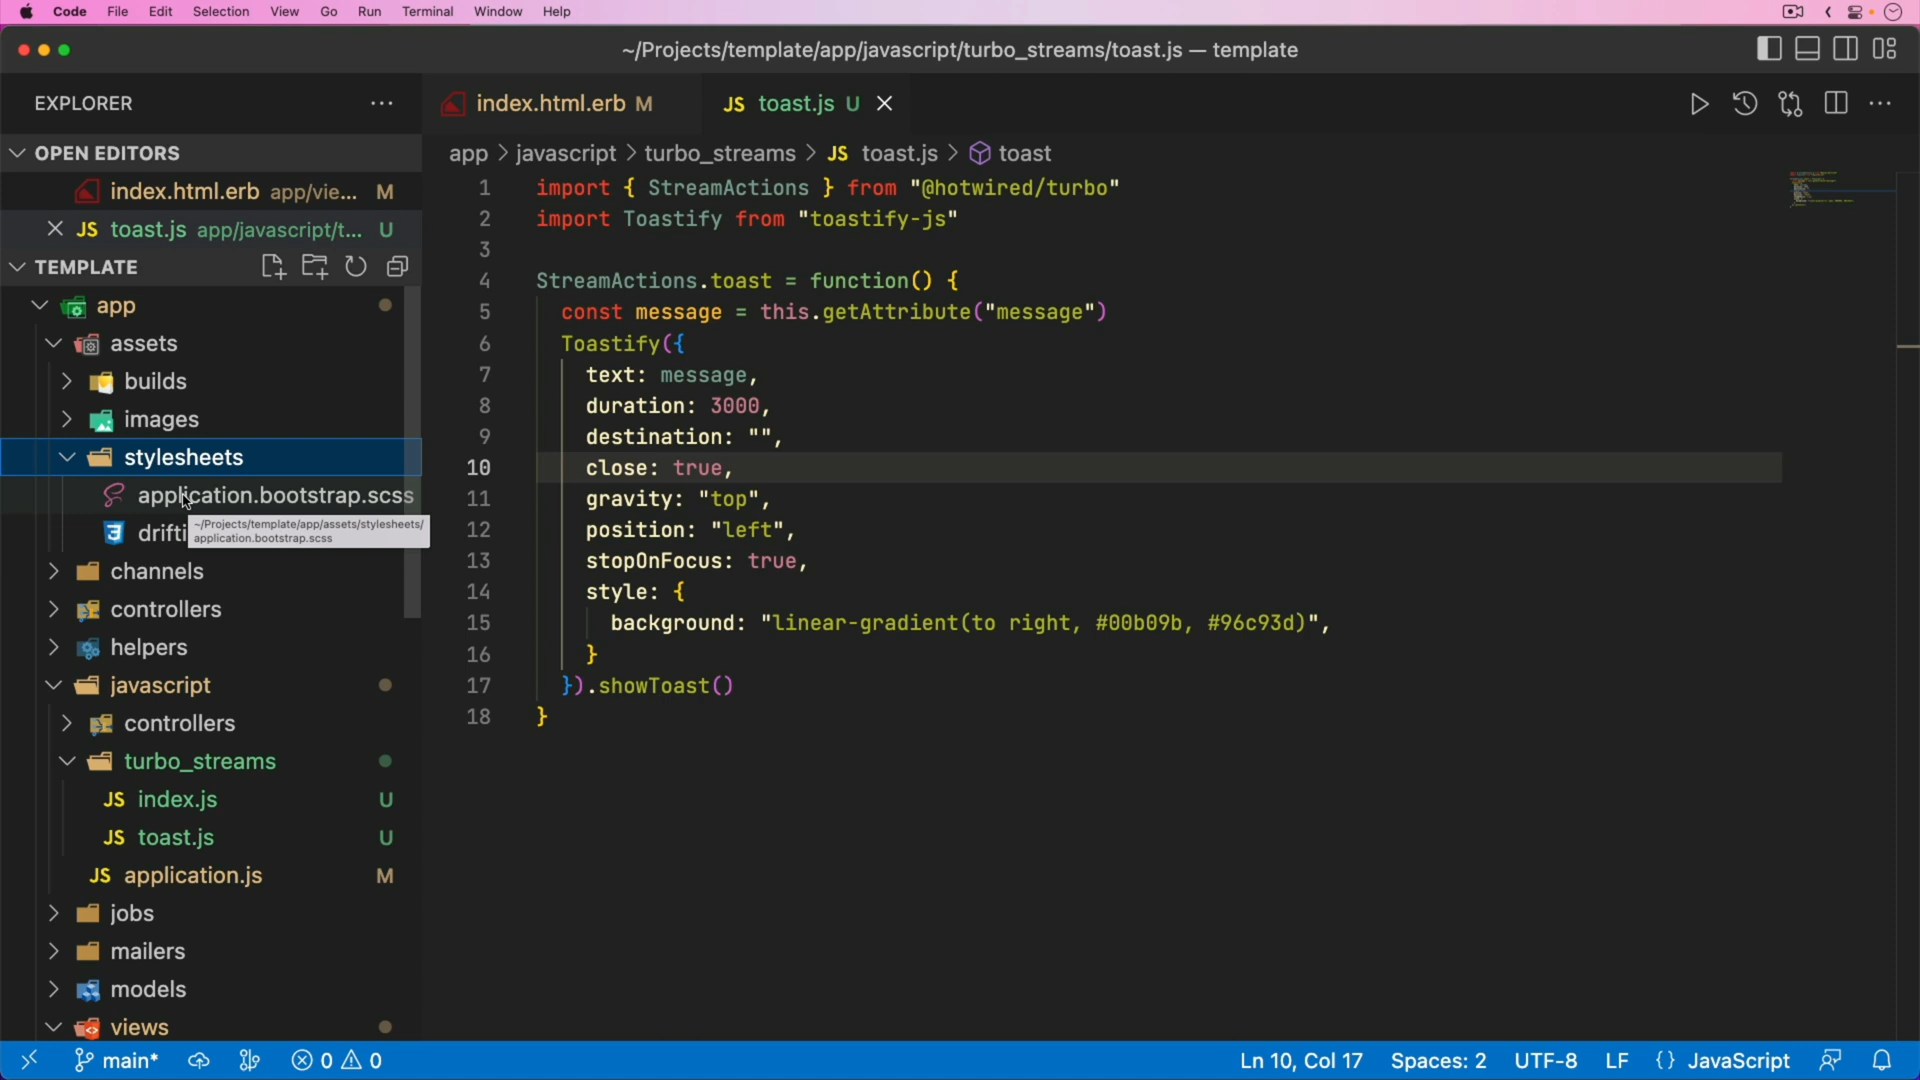 Code File Edit Selection View Go Run Terminal Window Help
~/Projects/template/app/javascript/turbo_streams/toast.js — template
EXPLORER
OPEN EDITORS
index.html.erb app/vie... M
JS toast.js app/javascript/t... U
TEMPLATE
app
assets
builds
images
stylesheets
application.bootstrap.scss
drifti
~/Projects/template/app/assets/stylesheets/
application.bootstrap.scss
channels
controllers
helpers
javascript
controllers
turbo_streams
JS index.js U
JS toast.js U
JS application.js M
jobs
mailers
models
views
index.html.erb M
JS toast.js U
app > javascript > turbo_streams > JS toast.js > toast
1 import { StreamActions } from "@hotwired/turbo"
2 import Toastify from "toastify-js"
3
4 StreamActions.toast = function() {
5 const message = this.getAttribute("message")
6 Toastify({
7 text: message,
8 duration: 3000,
9 destination: "",
10 close: true,
11 gravity: "top",
12 position: "left",
13 stopOnFocus: true,
14 style: {
15 background: "linear-gradient(to right, #00b09b, #96c93d)",
16 }
17 }).showToast()
18 }
main* 0 0
Ln 10, Col 17 Spaces: 2 UTF-8 LF {} JavaScript